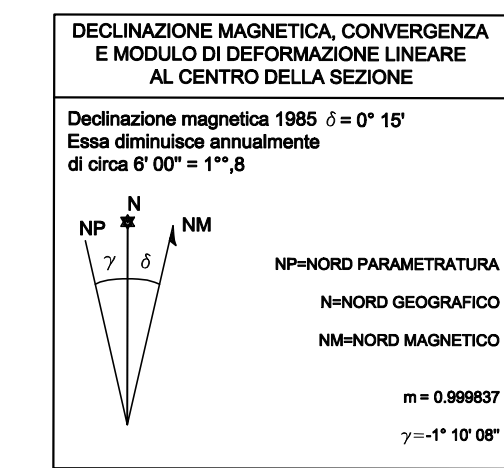 DECLINAZIONE MAGNETICA, CONVERGENZA
E MODULO DI DEFORMAZIONE LINEARE
AL CENTRO DELLA SEZIONE
Declinazione magnetica 1985 δ = 0° 15'
Essa diminuisce annualmente
di circa 6' 00" = 1°°,8
N
NP
NM
γ
δ
NP=NORD PARAMETRATURA
N=NORD GEOGRAFICO
NM=NORD MAGNETICO
m = 0.999837
γ=-1° 10' 08"